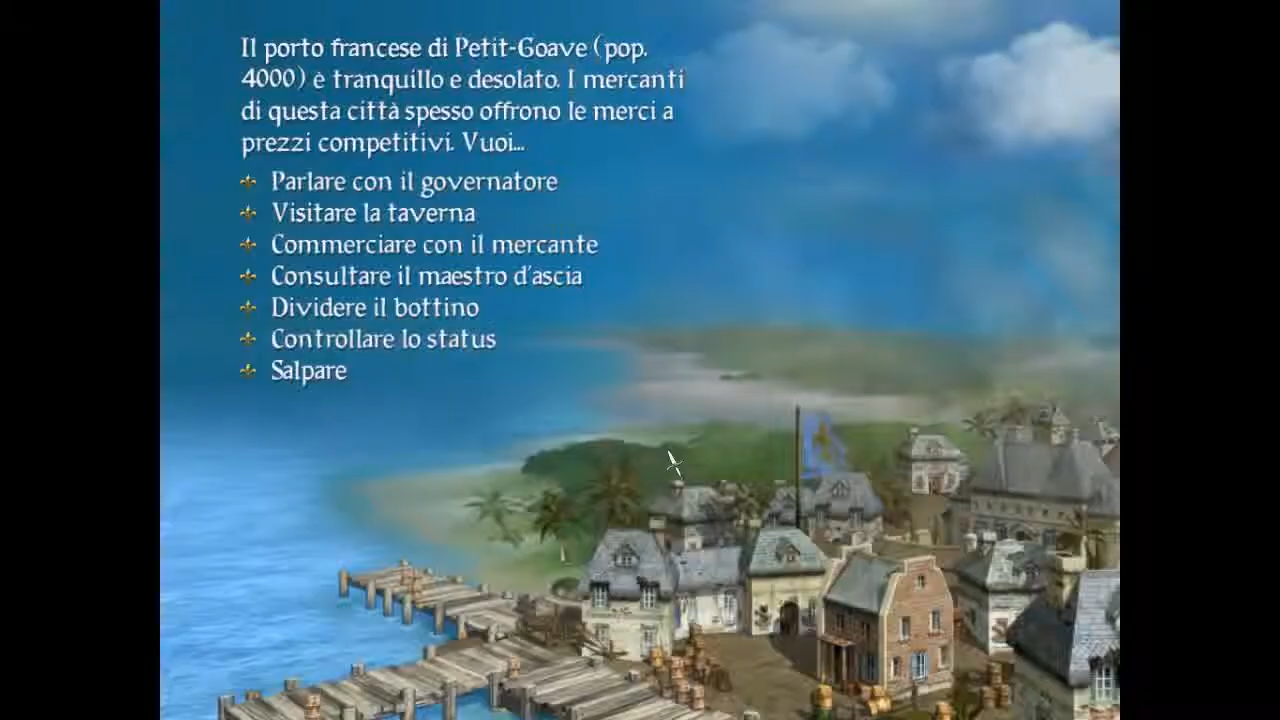 Il porto francese di Petit-Goave (pop.
4000) è tranquillo e desolato. I mercanti
di questa città spesso offrono le merci a
prezzi competitivi. Vuoi...
Parlare con il governatore
Visitare la taverna
Commerciare con il mercante
Consultare il maestro d'ascia
Dividere il bottino
Controllare lo status
Salpare